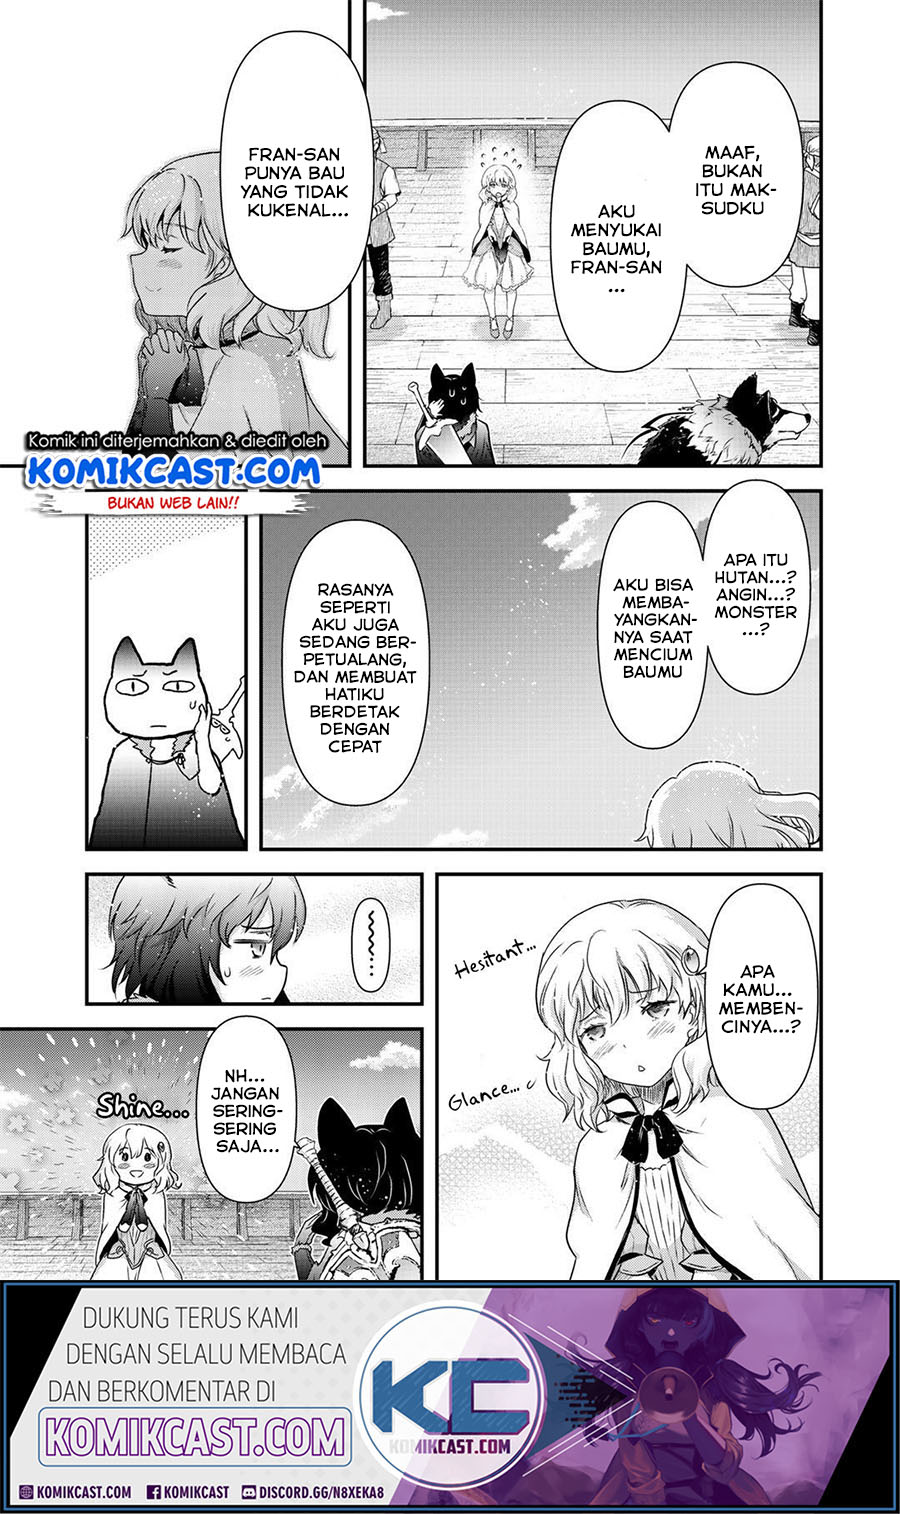 MAAF,
BUKAN
ITU MAK-
SUDKU
AKU
MENYUKAI
BAUMU,
FRAN-SAN
...
FRAN-SAN
PUNYA BAU
YANG TIDAK
KUKENAL...
Komik ini diterjemahkan & diedit oleh
KOMIKCAST.COM
BUKAN WEB LAIN!!
APA ITU
HUTAN...?
ANGIN...?
MONSTER
...?
AKU BISA
MEMBA-
YANGKAN-
NYA SAAT
MENCIUM
BAUMU
RASANYA
SEPERTI
AKU JUGA
SEDANG BER-
PETUALANG,
DAN MEMBUAT
HATIKU
BERDETAK
DENGAN
CEPAT
APA
KAMU...
MEMBEN-
CINYA...?
Hesitant...
Glance...
NH...
JANGAN
SERING-
SERING
SAJA...
Shine...
DUKUNG TERUS KAMI
DENGAN SELALU MEMBACA
DAN BERKOMENTAR DI
KOMIKCAST.COM
KC
KOMIKCAST.COM
KOMIKCAST.COM KOMIKCAST DISCORD.GG/N8XEKA8